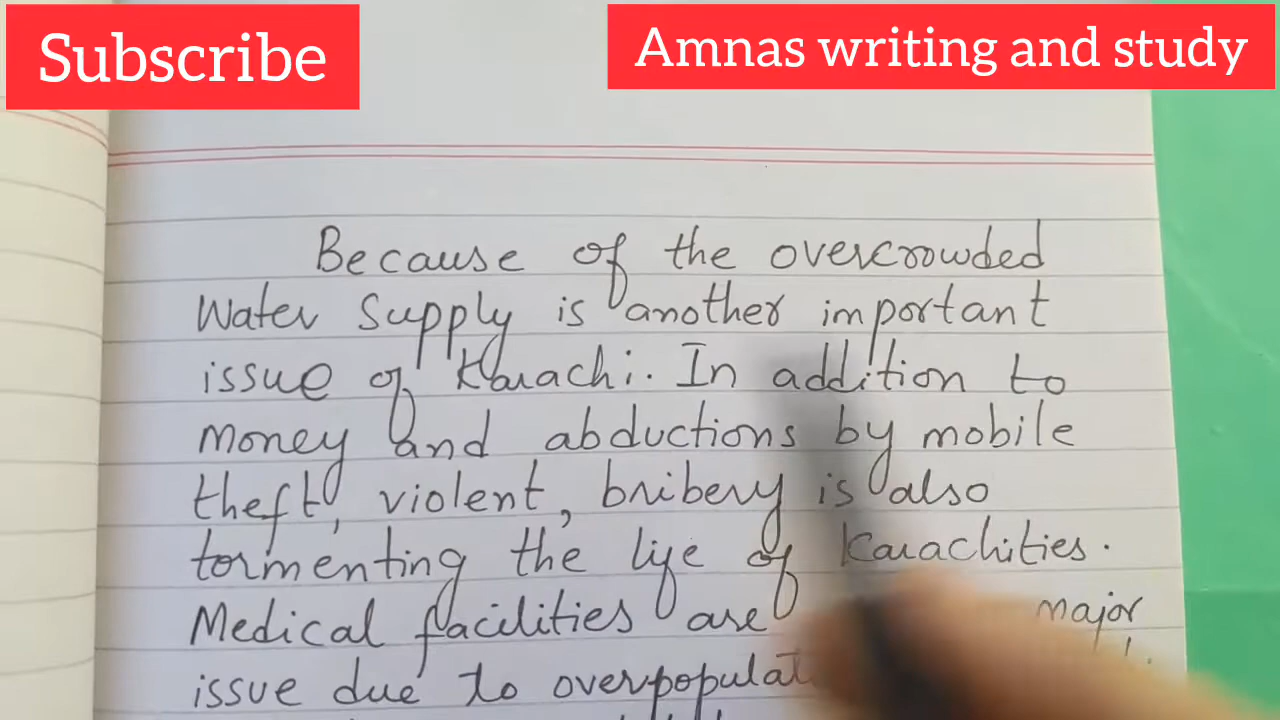 Subscribe
Amnas writing and study
Because of the overcrowded
Water Supply is another important
issue of Karachi. In addition to
money and abductions by mobile
theft, violent, bribery is also
tormenting the life of Karachities.
Medical facilities are major
issue due to